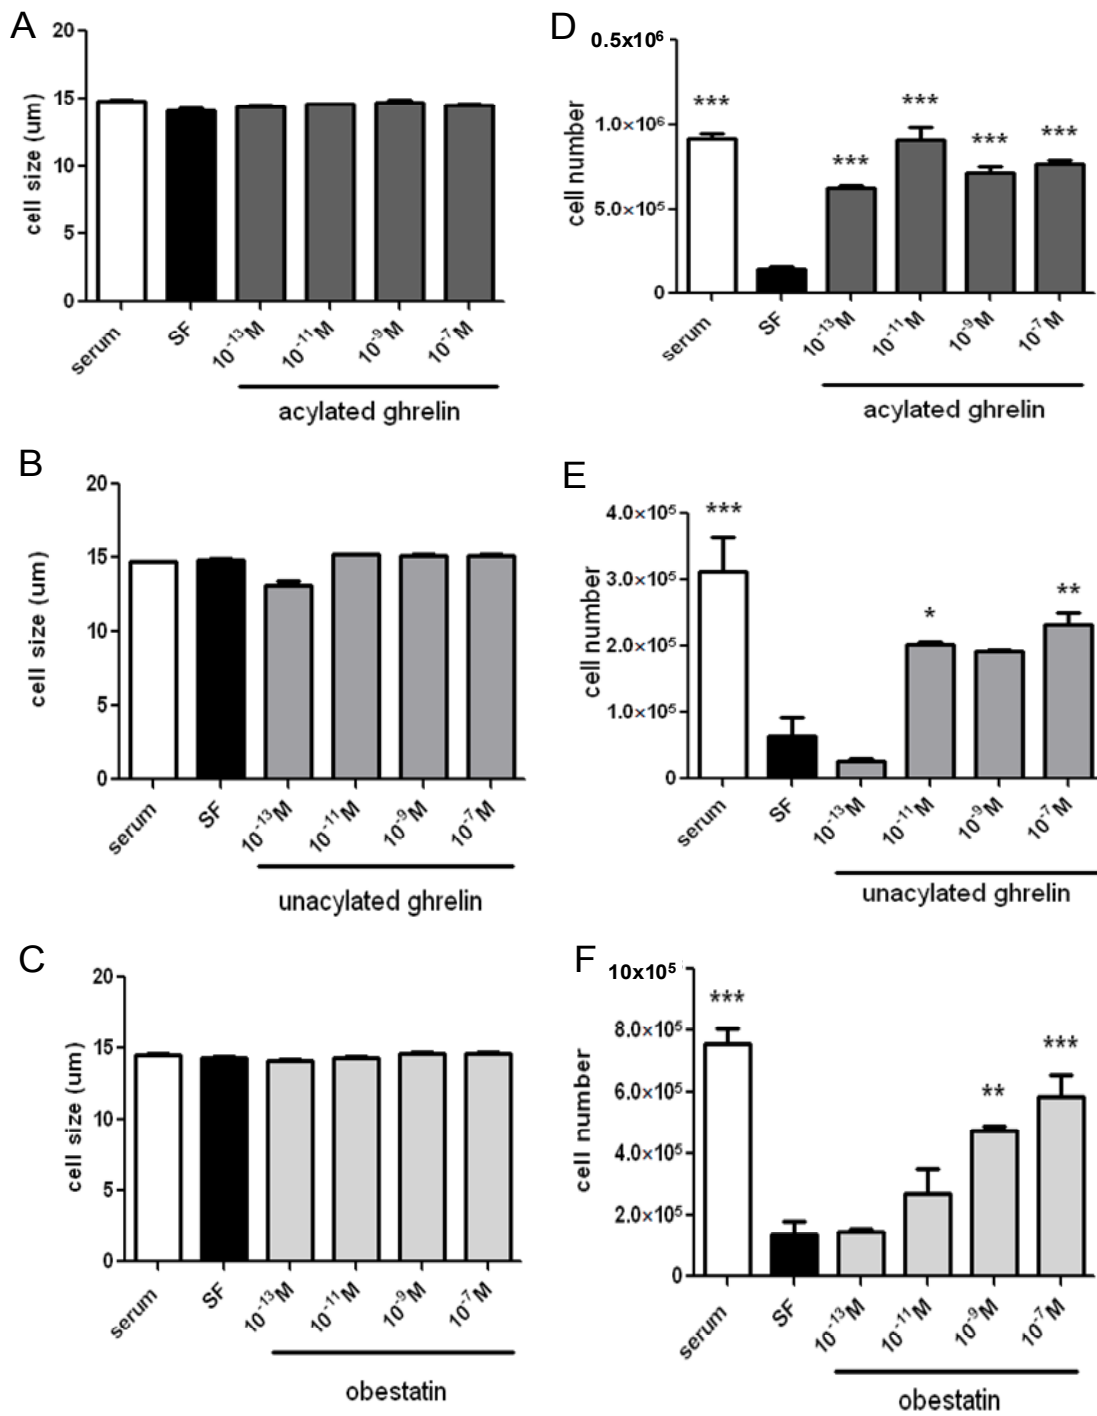 A
20
15
10
5
0
cell size (um)
serum
SF
10⁻¹³M
10⁻¹¹M
10⁻⁹M
10⁻⁷M
acylated ghrelin
D
0.5x10⁶
1.0×10⁶
5.0×10⁵
0
cell number
***
***
***
***
***
serum
SF
10⁻¹³M
10⁻¹¹M
10⁻⁹M
10⁻⁷M
acylated ghrelin
B
20
15
10
5
0
cell size (um)
serum
SF
10⁻¹³M
10⁻¹¹M
10⁻⁹M
10⁻⁷M
unacylated ghrelin
E
4.0×10⁵
3.0×10⁵
2.0×10⁵
1.0×10⁵
0
cell number
***
*
**
serum
SF
10⁻¹³M
10⁻¹¹M
10⁻⁹M
10⁻⁷M
unacylated ghrelin
C
20
15
10
5
0
cell size (um)
serum
SF
10⁻¹³M
10⁻¹¹M
10⁻⁹M
10⁻⁷M
obestatin
F
10x10⁵
8.0×10⁵
6.0×10⁵
4.0×10⁵
2.0×10⁵
0
cell number
***
**
***
serum
SF
10⁻¹³M
10⁻¹¹M
10⁻⁹M
10⁻⁷M
obestatin